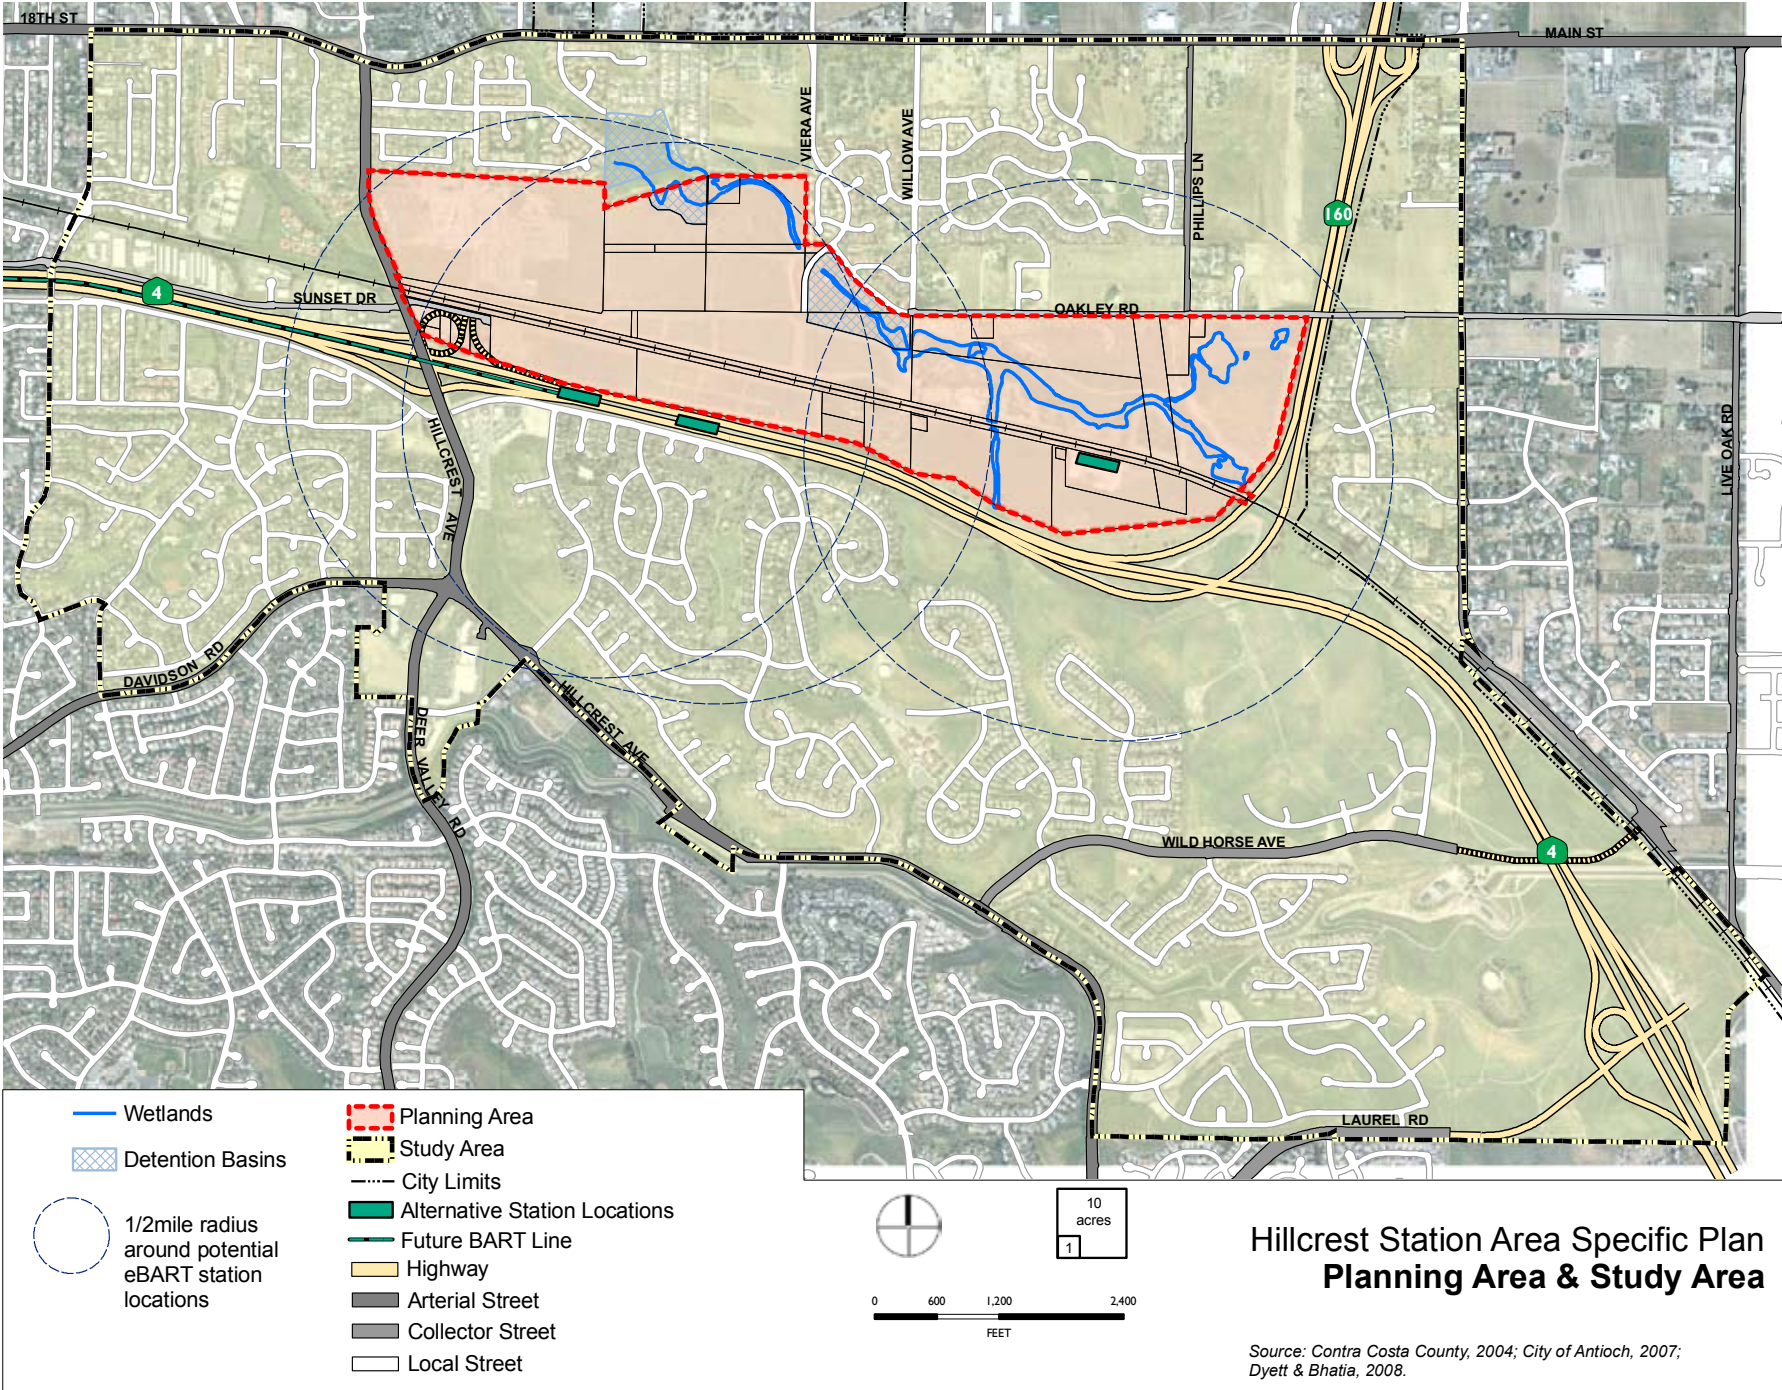 18TH ST
MAIN ST
VIERA AVE
WILLOW AVE
PHILLIPS LN
160
4
SUNSET DR
OAKLEY RD
HILLCREST AVE
LIVE OAK RD
DAVIDSON RD
HILLCREST AVE
DEER VALLEY RD
WILD HORSE AVE
4
LAUREL RD
Wetlands
Detention Basins
1/2mile radius
around potential
eBART station
locations
Planning Area
Study Area
City Limits
Alternative Station Locations
Future BART Line
Highway
Arterial Street
Collector Street
Local Street
10
acres
1
0 600 1,200 2,400
FEET
Hillcrest Station Area Specific Plan
Planning Area & Study Area
Source: Contra Costa County, 2004; City of Antioch, 2007;
Dyett & Bhatia, 2008.